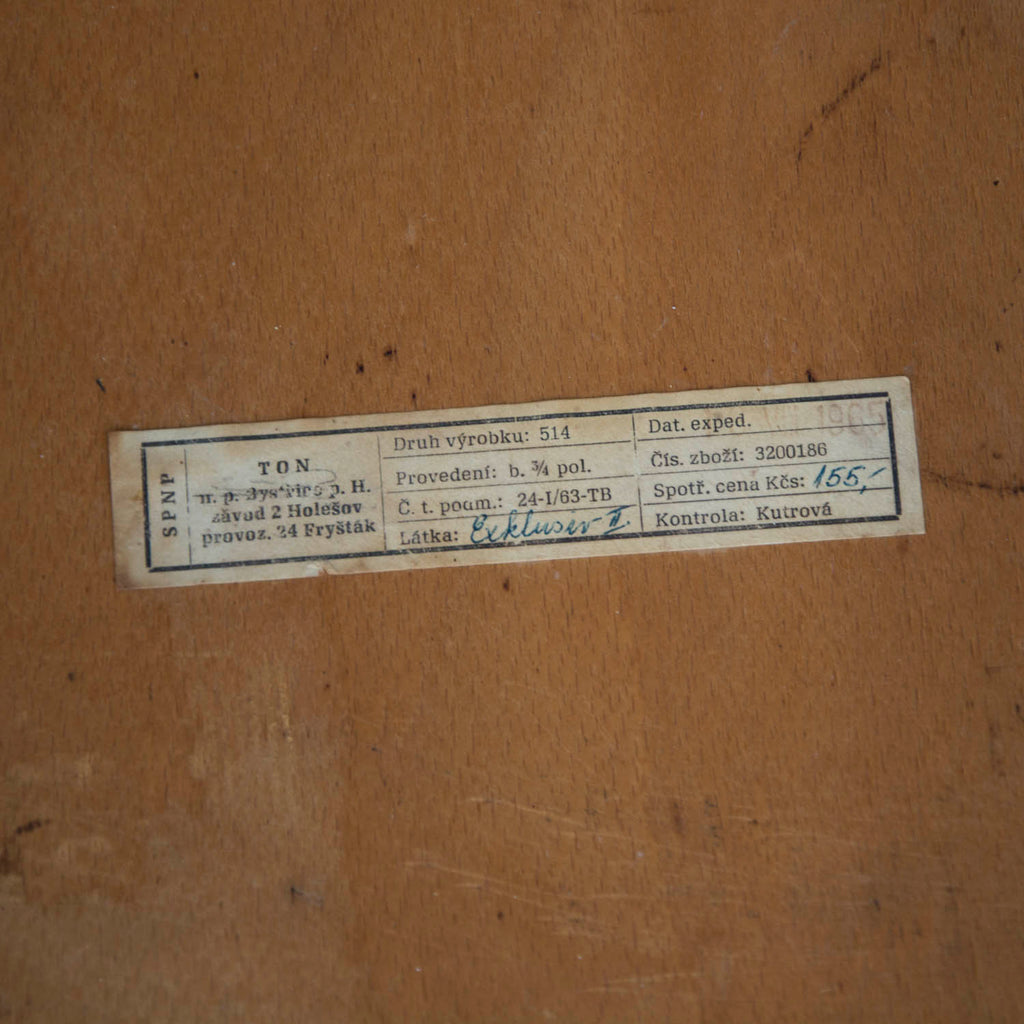 SPNP
TON
n. p. Bystřice p. H.
závod 2 Holešov
provoz. 24 Fryšták
Druh výrobku: 514
Provedení: b. ¾ pol.
Č. t. podm.: 24-I/63-TB
Látka: Exklusiv II.
Dat. exped.
Čís. zboží: 3200186
Spotř. cena Kčs: 155,-
Kontrola: Kutrová